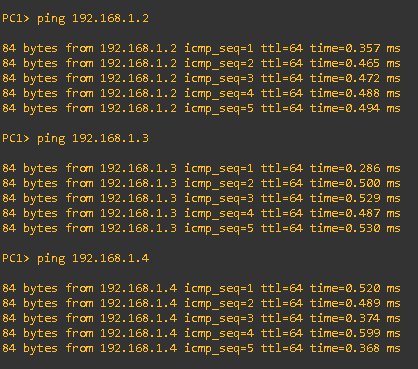 PC1> ping 192.168.1.2
84 bytes from 192.168.1.2 icmp_seq=1 ttl=64 time=0.357 ms
84 bytes from 192.168.1.2 icmp_seq=2 ttl=64 time=0.465 ms
84 bytes from 192.168.1.2 icmp_seq=3 ttl=64 time=0.472 ms
84 bytes from 192.168.1.2 icmp_seq=4 ttl=64 time=0.488 ms
84 bytes from 192.168.1.2 icmp_seq=5 ttl=64 time=0.494 ms
PC1> ping 192.168.1.3
84 bytes from 192.168.1.3 icmp_seq=1 ttl=64 time=0.286 ms
84 bytes from 192.168.1.3 icmp_seq=2 ttl=64 time=0.500 ms
84 bytes from 192.168.1.3 icmp_seq=3 ttl=64 time=0.529 ms
84 bytes from 192.168.1.3 icmp_seq=4 ttl=64 time=0.487 ms
84 bytes from 192.168.1.3 icmp_seq=5 ttl=64 time=0.530 ms
PC1> ping 192.168.1.4
84 bytes from 192.168.1.4 icmp_seq=1 ttl=64 time=0.520 ms
84 bytes from 192.168.1.4 icmp_seq=2 ttl=64 time=0.489 ms
84 bytes from 192.168.1.4 icmp_seq=3 ttl=64 time=0.374 ms
84 bytes from 192.168.1.4 icmp_seq=4 ttl=64 time=0.599 ms
84 bytes from 192.168.1.4 icmp_seq=5 ttl=64 time=0.368 ms